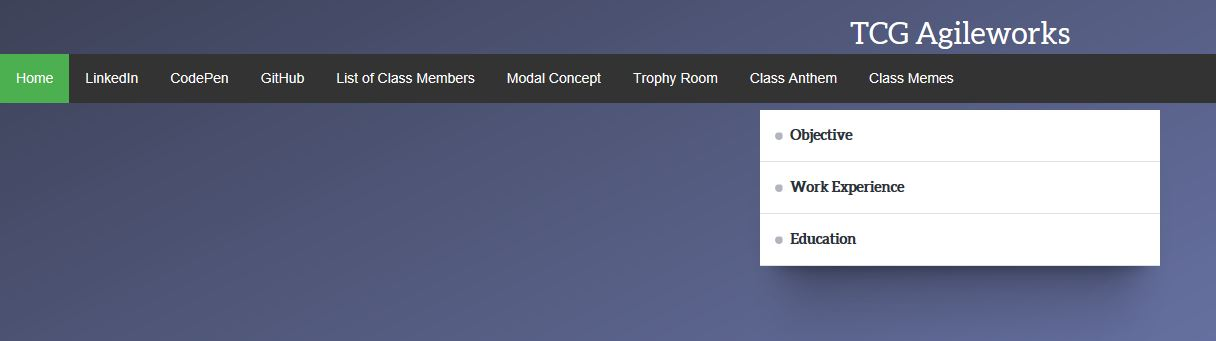 TCG Agileworks
Home LinkedIn CodePen GitHub List of Class Members Modal Concept Trophy Room Class Anthem Class Memes
Objective
Work Experience
Education